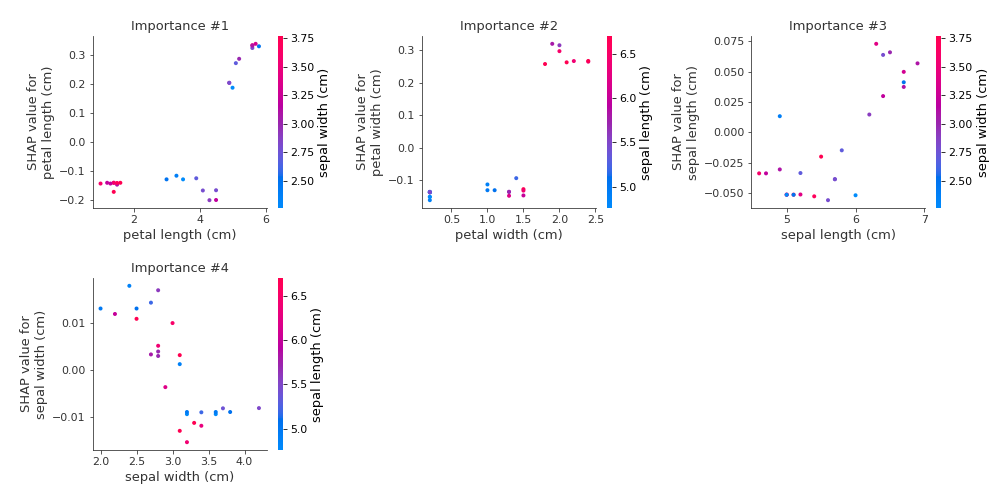 Importance #1
SHAP value for
petal length (cm)
0.3
0.2
0.1
0.0
−0.1
−0.2
2
4
6
petal length (cm)
3.75
3.50
3.25
3.00
2.75
2.50
sepal width (cm)
Importance #2
SHAP value for
petal width (cm)
0.3
0.2
0.1
0.0
−0.1
0.5
1.0
1.5
2.0
2.5
petal width (cm)
6.5
6.0
5.5
5.0
sepal length (cm)
Importance #3
SHAP value for
sepal length (cm)
0.075
0.050
0.025
0.000
−0.025
−0.050
5
6
7
sepal length (cm)
3.75
3.50
3.25
3.00
2.75
2.50
sepal width (cm)
Importance #4
SHAP value for
sepal width (cm)
0.01
0.00
−0.01
2.0
2.5
3.0
3.5
4.0
sepal width (cm)
6.5
6.0
5.5
5.0
sepal length (cm)